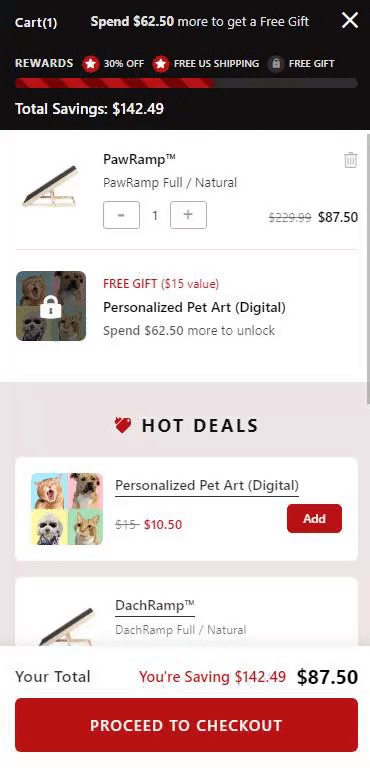 Cart(1) Spend $62.50 more to get a Free Gift
REWARDS 30% OFF FREE US SHIPPING FREE GIFT
Total Savings: $142.49
PawRamp™
PawRamp Full / Natural
- 1 + $229.99 $87.50
FREE GIFT ($15 value)
Personalized Pet Art (Digital)
Spend $62.50 more to unlock
HOT DEALS
Personalized Pet Art (Digital)
$15 $10.50 Add
DachRamp™
DachRamp Full / Natural
Your Total You're Saving $142.49 $87.50
PROCEED TO CHECKOUT